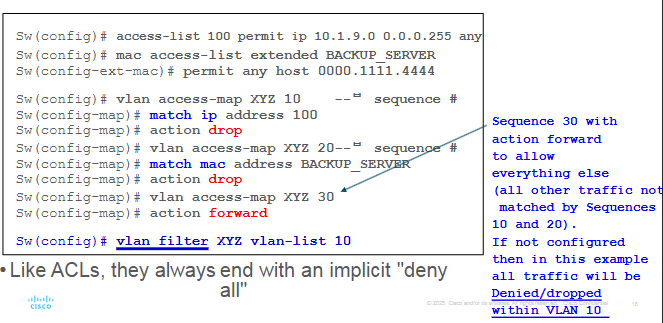 Sw(config)# access-list 100 permit ip 10.1.9.0 0.0.0.255 any
Sw(config)# mac access-list extended BACKUP_SERVER
Sw(config-ext-mac)# permit any host 0000.1111.4444
Sw(config)# vlan access-map XYZ 10 -- sequence #
Sw(config-map)# match ip address 100
Sw(config-map)# action drop
Sw(config-map)# vlan access-map XYZ 20-- sequence #
Sw(config-map)# match mac address BACKUP_SERVER
Sw(config-map)# action drop
Sw(config-map)# vlan access-map XYZ 30
Sw(config-map)# action forward
Sw(config)# vlan filter XYZ vlan-list 10
Sequence 30 with
action forward
to allow
everything else
(all other traffic not
matched by Sequences
10 and 20).
If not configured
then in this example
all traffic will be
Denied/dropped
within VLAN 10
• Like ACLs, they always end with an implicit "deny
all"
cisco
© 2025 Cisco and/or its affiliates. All rights reserved. Cisco Confidential